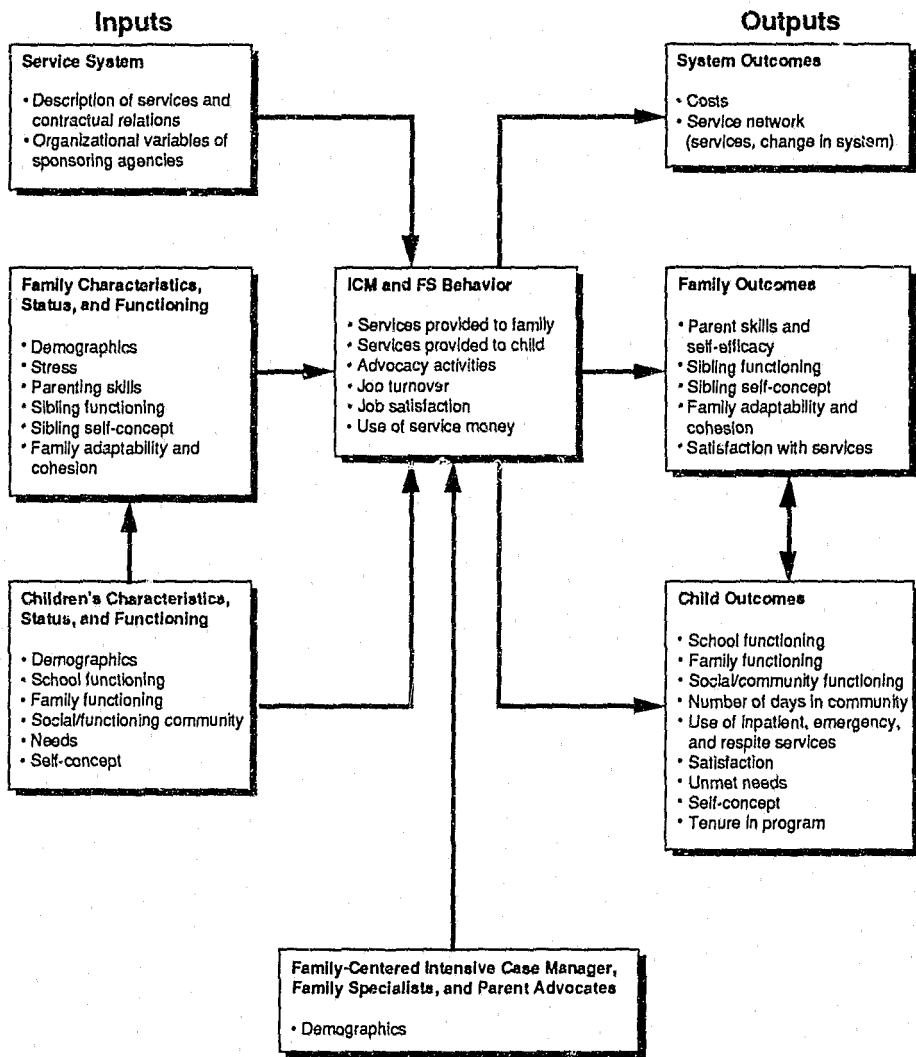 Inputs
Outputs
Service System
• Description of services and
contractual relations
• Organizational variables of
sponsoring agencies
System Outcomes
• Costs
• Service network
(services, change in system)
Family Characteristics,
Status, and Functioning
• Demographics
• Stress
• Parenting skills
• Sibling functioning
• Sibling self-concept
• Family adaptability and
cohesion
ICM and FS Behavior
• Services provided to family
• Services provided to child
• Advocacy activities
• Job turnover
• Job satisfaction
• Use of service money
Family Outcomes
• Parent skills and
self-efficacy
• Sibling functioning
• Sibling self-concept
• Family adaptability and
cohesion
• Satisfaction with services
Children's Characteristics,
Status, and Functioning
• Demographics
• School functioning
• Family functioning
• Social/functioning community
• Needs
• Self-concept
Child Outcomes
• School functioning
• Family functioning
• Social/community functioning
• Number of days in community
• Use of inpatient, emergency,
and respite services
• Satisfaction
• Unmet needs
• Self-concept
• Tenure in program
Family-Centered Intensive Case Manager,
Family Specialists, and Parent Advocates
• Demographics